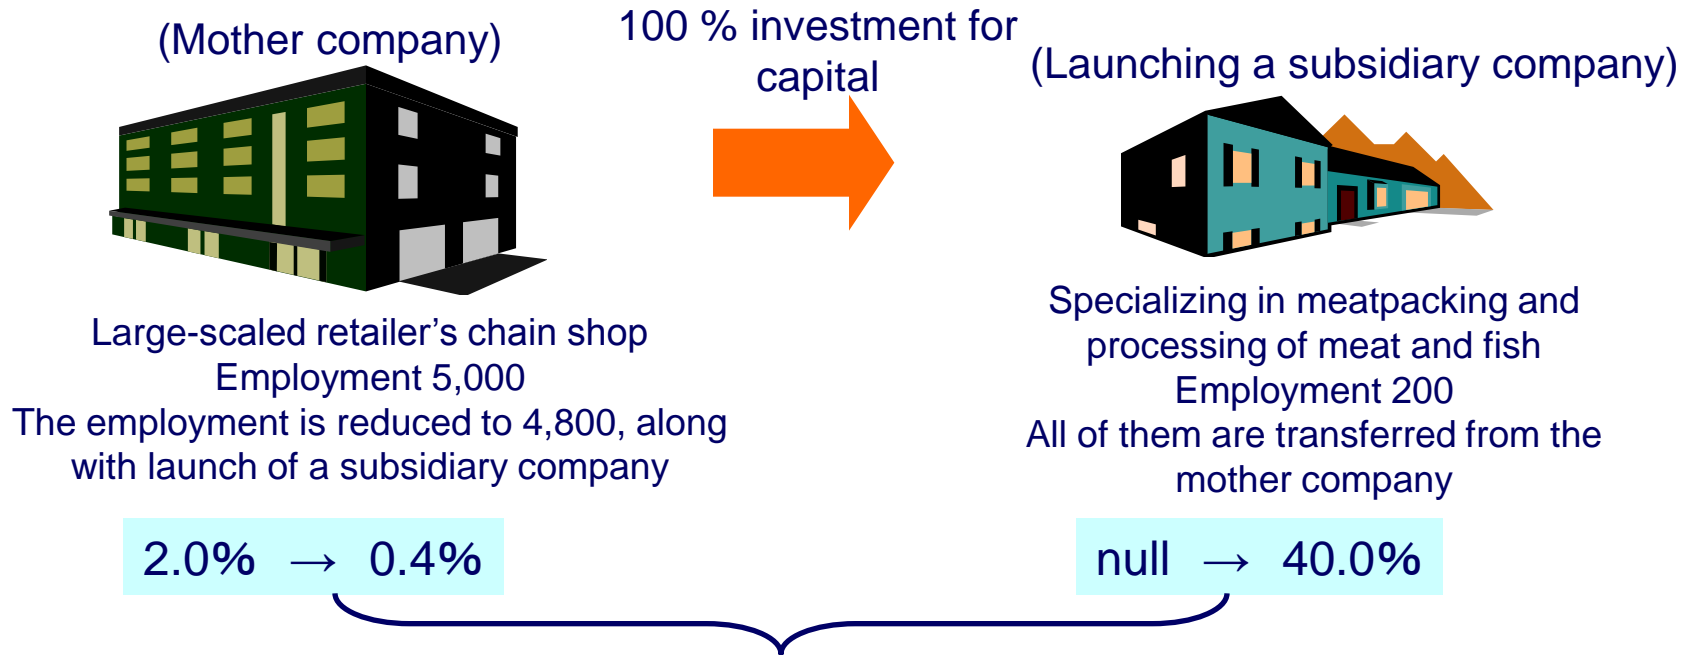 (Mother company)
100 % investment for
capital
(Launching a subsidiary company)
Large-scaled retailer’s chain shop
Employment 5,000
The employment is reduced to 4,800, along
with launch of a subsidiary company
Specializing in meatpacking and
processing of meat and fish
Employment 200
All of them are transferred from the
mother company
2.0% → 0.4%
null → 40.0%